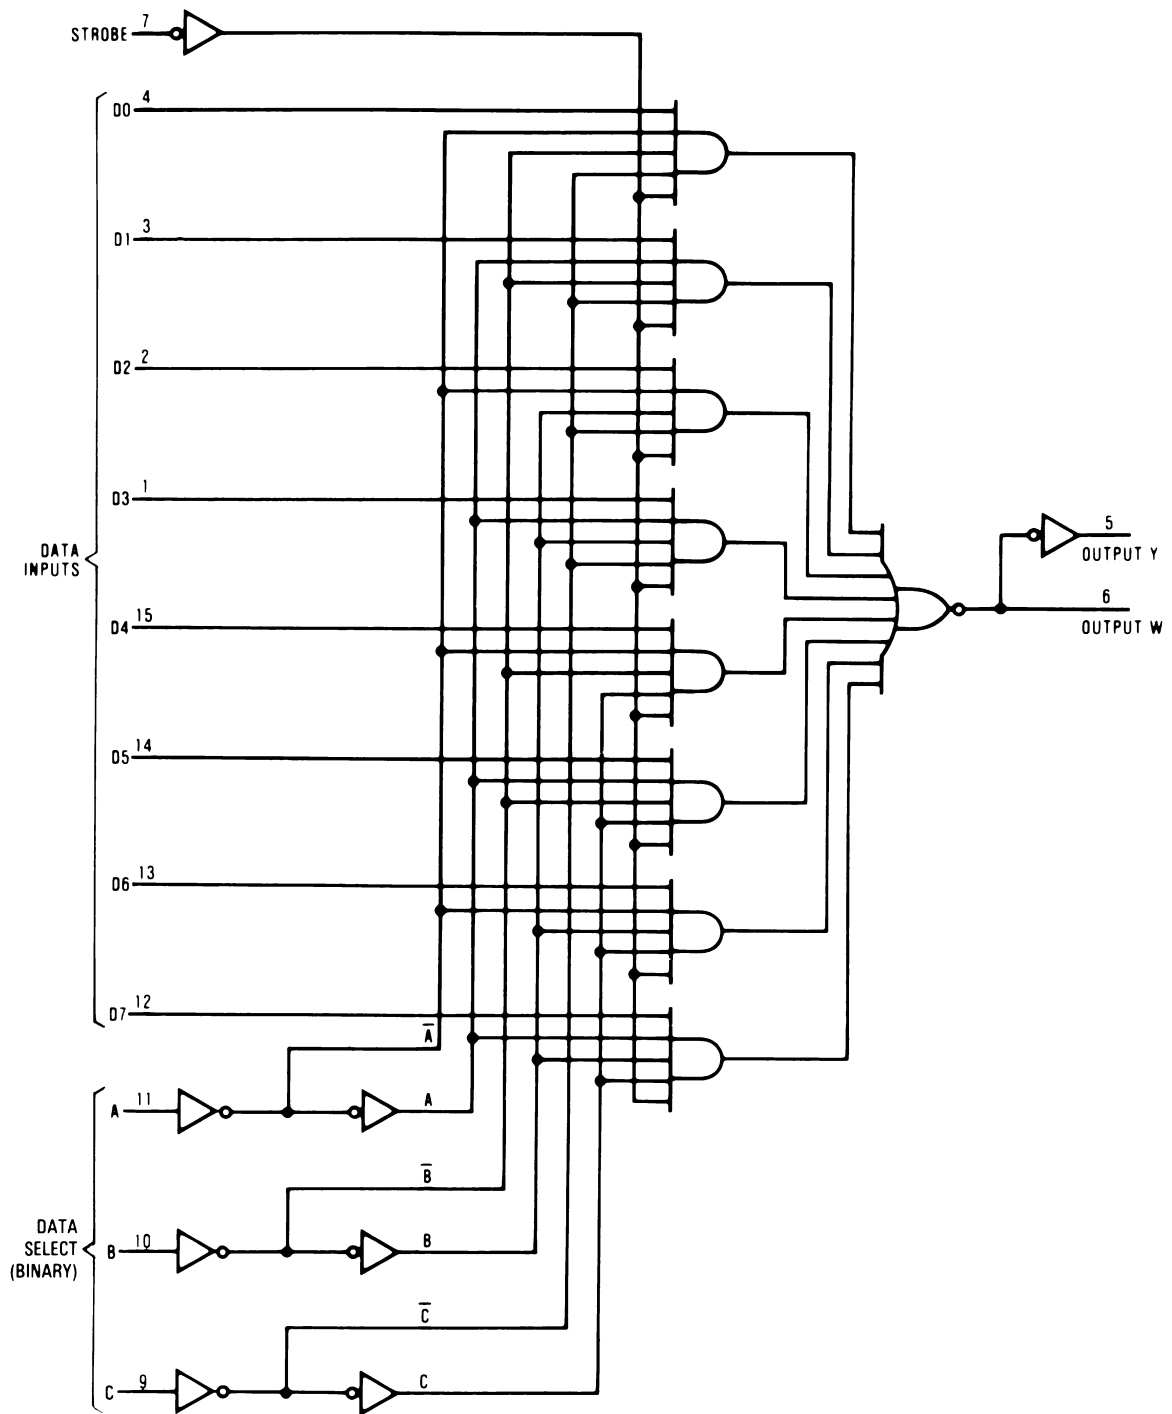 STROBE 7
D0 4
D1 3
D2 2
D3 1
DATA
INPUTS
5
OUTPUT Y
6
OUTPUT W
D4 15
D5 14
D6 13
D7 12
A̅
A 11
A
B̅
DATA
SELECT
(BINARY)
B 10
B
C̅
C 9
C